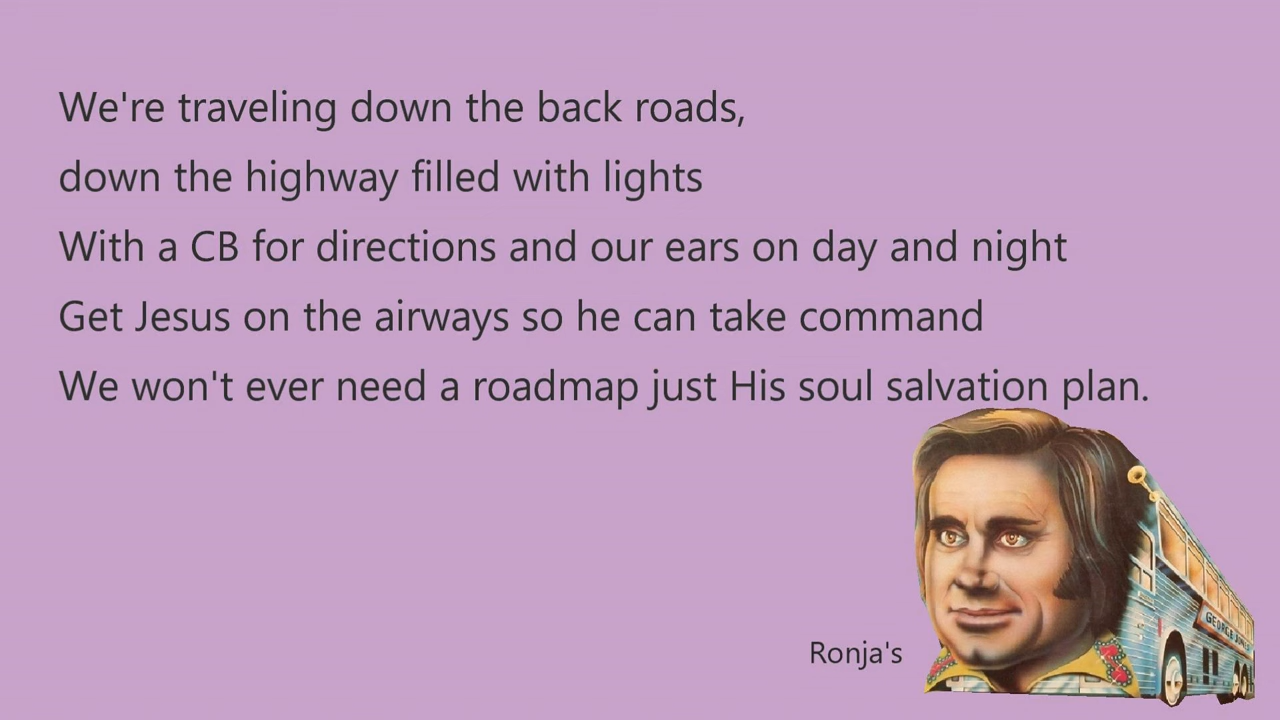 We're traveling down the back roads,
down the highway filled with lights
With a CB for directions and our ears on day and night
Get Jesus on the airways so he can take command
We won't ever need a roadmap just His soul salvation plan.
GEORGE JONES
Ronja's